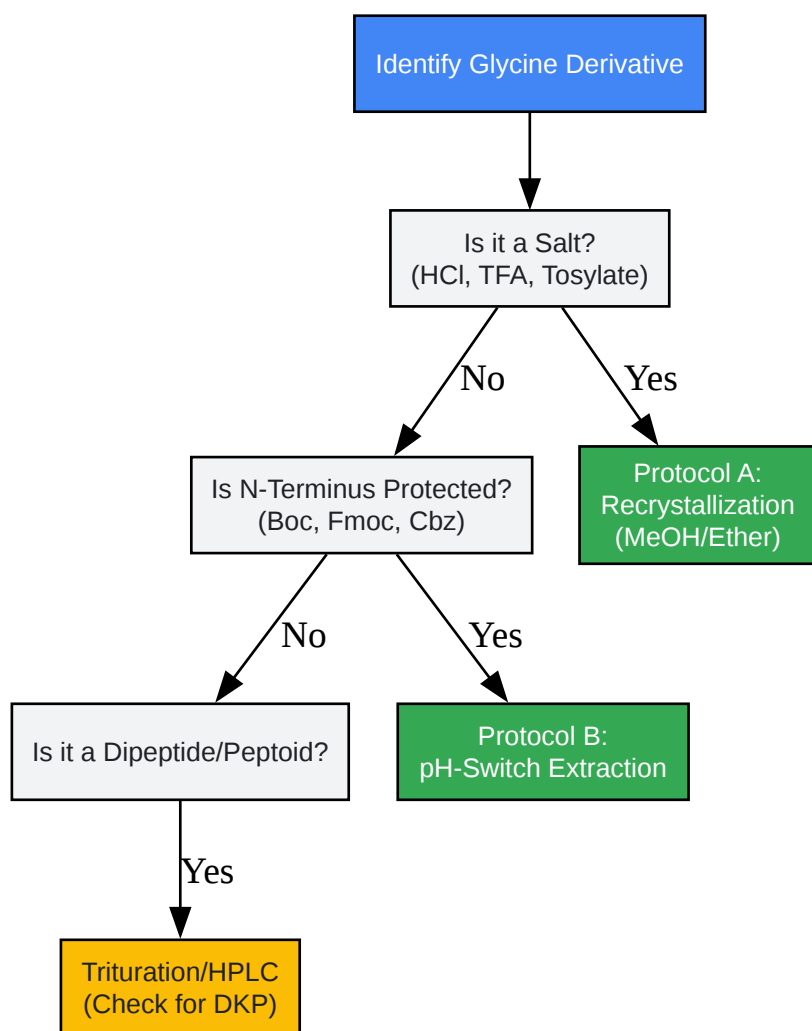 Identify Glycine Derivative
Is it a Salt?
(HCl, TFA, Tosylate)
No
Yes
Is N-Terminus Protected?
(Boc, Fmoc, Cbz)
Protocol A:
Recrystallization
(MeOH/Ether)
No
Yes
Is it a Dipeptide/Peptoid?
Protocol B:
pH-Switch Extraction
Yes
Trituration/HPLC
(Check for DKP)